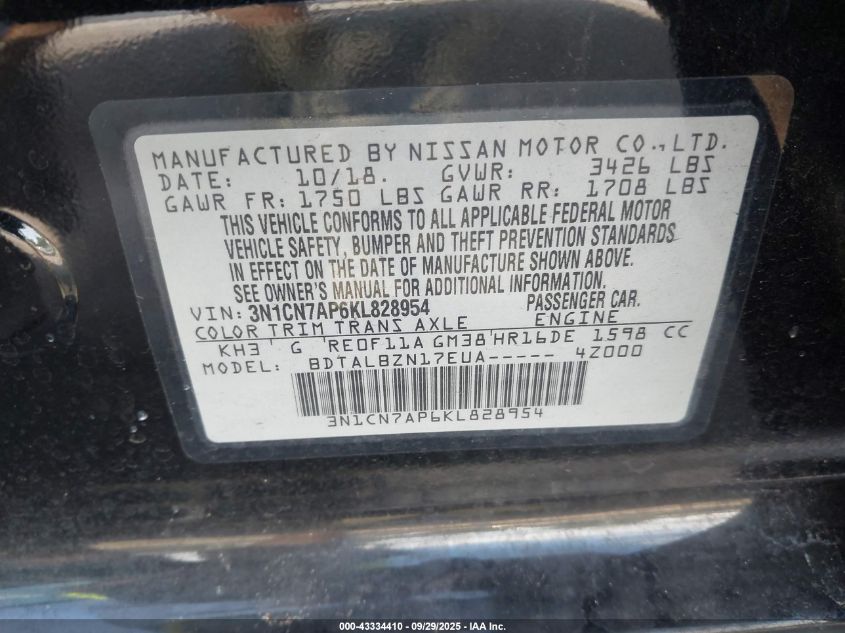 MANUFACTURED BY NISSAN MOTOR CO.,LTD.
DATE: 10/18. GVWR: 3426 LBS
GAWR FR: 1750 LBS GAWR RR: 1708 LBS
THIS VEHICLE CONFORMS TO ALL APPLICABLE FEDERAL MOTOR
VEHICLE SAFETY, BUMPER AND THEFT PREVENTION STANDARDS
IN EFFECT ON THE DATE OF MANUFACTURE SHOWN ABOVE.
SEE OWNER'S MANUAL FOR ADDITIONAL INFORMATION.
VIN: 3N1CN7AP6KL828954 PASSENGER CAR.
COLOR TRIM TRANS AXLE ENGINE
KH3 G RE0F11A GM38 HR16DE 1598 CC
MODEL: BDTALBZN17EUA----- 4Z000
3N1CN7AP6KL828954
000-43334410 - 09/29/2025 - IAA Inc.